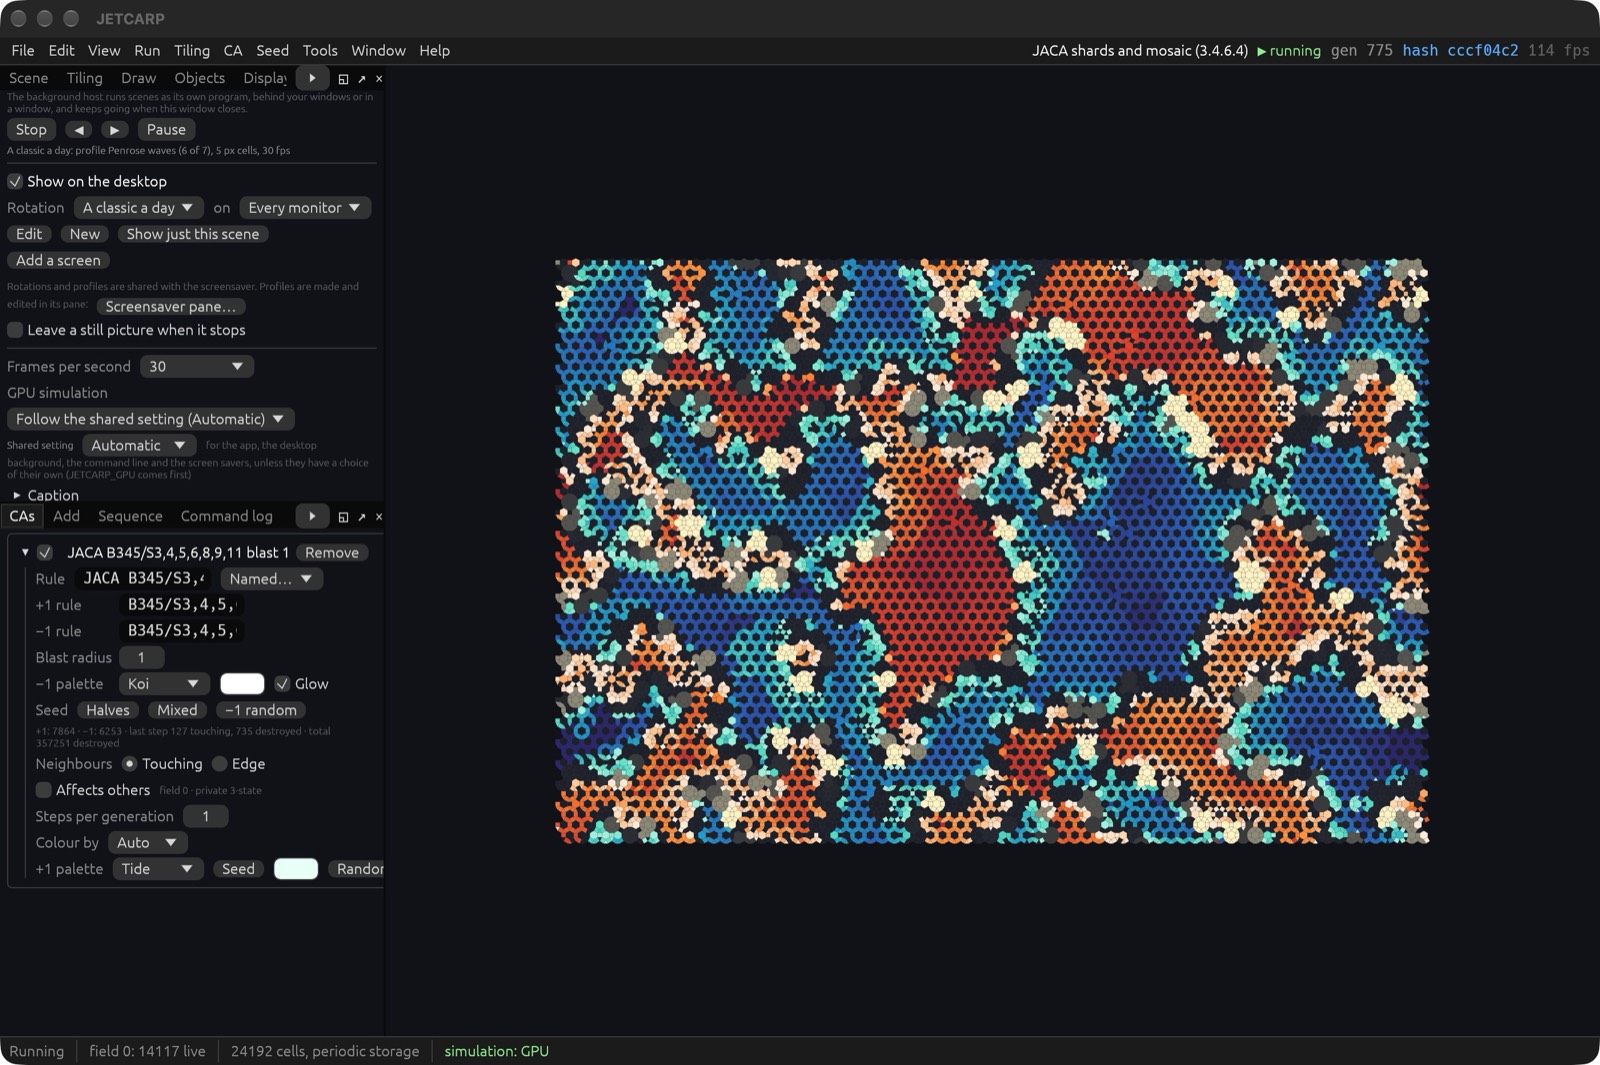 JETCARP
File Edit View Run Tiling CA Seed Tools Window Help
JACA shards and mosaic (3.4.6.4) ▶ running gen 775 hash cccf04c2 114 fps
Scene Tiling Draw Objects Display
The background host runs scenes as its own program, behind your windows or in
a window, and keeps going when this window closes.
Stop ◀ ▶ Pause
A classic a day: profile Penrose waves (6 of 7), 5 px cells, 30 fps
Show on the desktop
Rotation A classic a day on Every monitor
Edit New Show just this scene
Add a screen
Rotations and profiles are shared with the screensaver. Profiles are made and
edited in its pane: Screensaver pane...
Leave a still picture when it stops
Frames per second 30
GPU simulation
Follow the shared setting (Automatic)
Shared setting Automatic for the app, the desktop
background, the command line and the screen savers, unless they have a choice
of their own (JETCARP_GPU comes first)
Caption
CAs Add Sequence Command log
JACA B345/S3,4,5,6,8,9,11 blast 1 Remove
Rule JACA B345/S3,4 Named...
+1 rule B345/S3,4,5,
−1 rule B345/S3,4,5,
Blast radius 1
−1 palette Koi Glow
Seed Halves Mixed −1 random
+1: 7864 · −1: 6253 · last step 127 touching, 735 destroyed · total
357251 destroyed
Neighbours Touching Edge
Affects others field 0 · private 3-state
Steps per generation 1
Colour by Auto
+1 palette Tide Seed Randor
Running field 0: 14117 live 24192 cells, periodic storage simulation: GPU